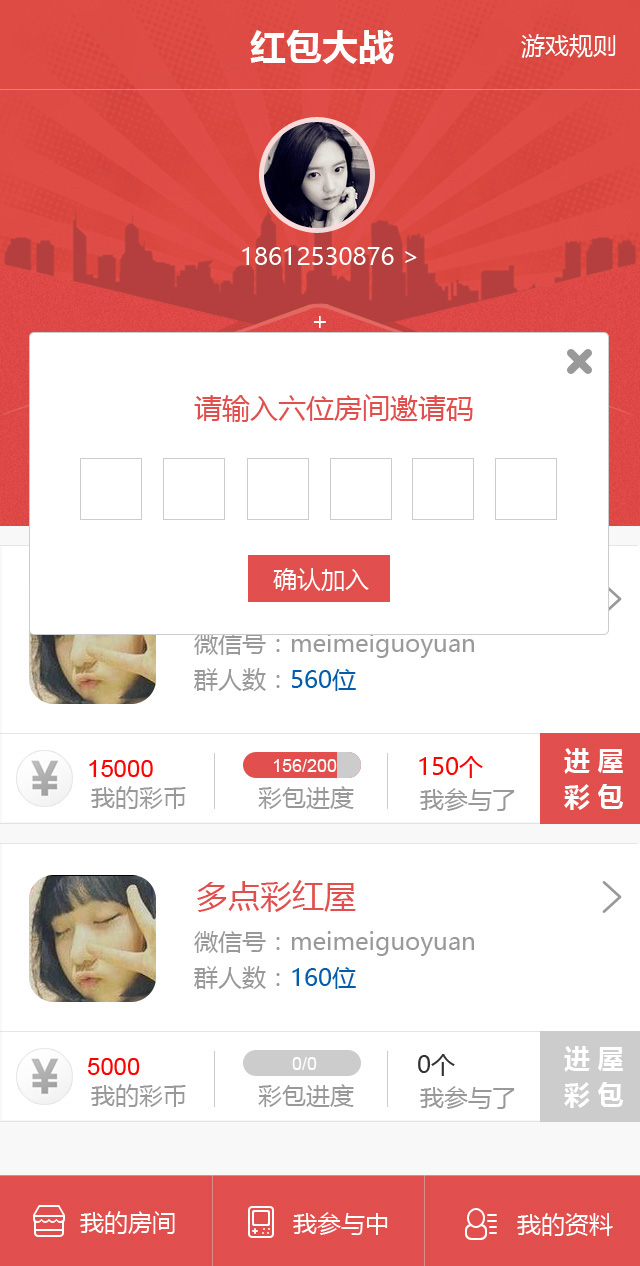 红包大战
游戏规则
18612530876 >
+
请输入六位房间邀请码
确认加入
微信号：meimeiguoyuan
群人数：560位
¥ 15000 156/200 150个 进屋
我的彩币 彩包进度 我参与了 彩包
多点彩红屋
微信号：meimeiguoyuan
群人数：160位
¥ 5000 0/0 0个 进屋
我的彩币 彩包进度 我参与了 彩包
我的房间 我参与中 我的资料